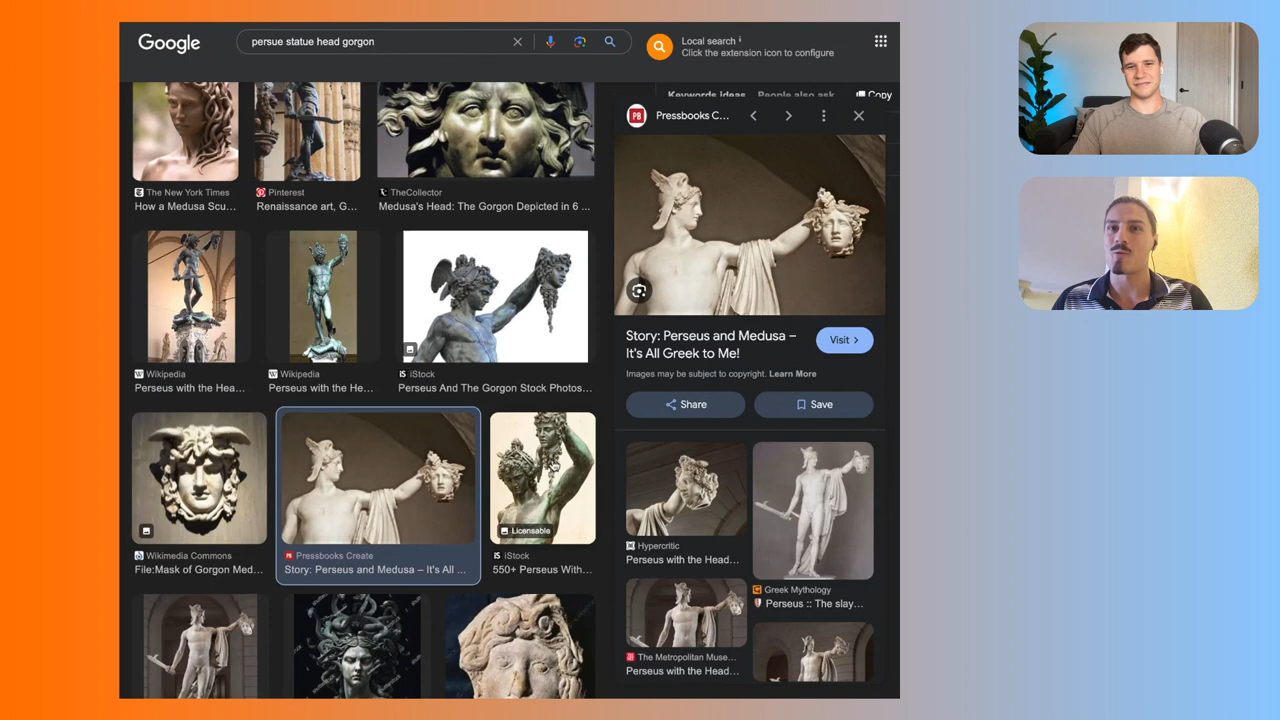 Google
persue statue head gorgon
Local search i
Click the extension icon to configure
Keywords ideas
People also ask
Copy
PB
Pressbooks C...
The New York Times
How a Medusa Scu...
Pinterest
Renaissance art, G...
TheCollector
Medusa's Head: The Gorgon Depicted in 6 ...
Wikipedia
Perseus with the Hea...
Wikipedia
Perseus with the He...
iS iStock
Perseus And The Gorgon Stock Photos...
Wikimedia Commons
File:Mask of Gorgon Med...
Pressbooks Create
Story: Perseus and Medusa – It's All ...
Licensable
iS iStock
550+ Perseus With...
Story: Perseus and Medusa –
It's All Greek to Me!
Visit
Images may be subject to copyright. Learn More
Share
Save
Hypercritic
Perseus with the Head...
Greek Mythology
Perseus :: The slay...
The Metropolitan Muse...
Perseus with the Head...